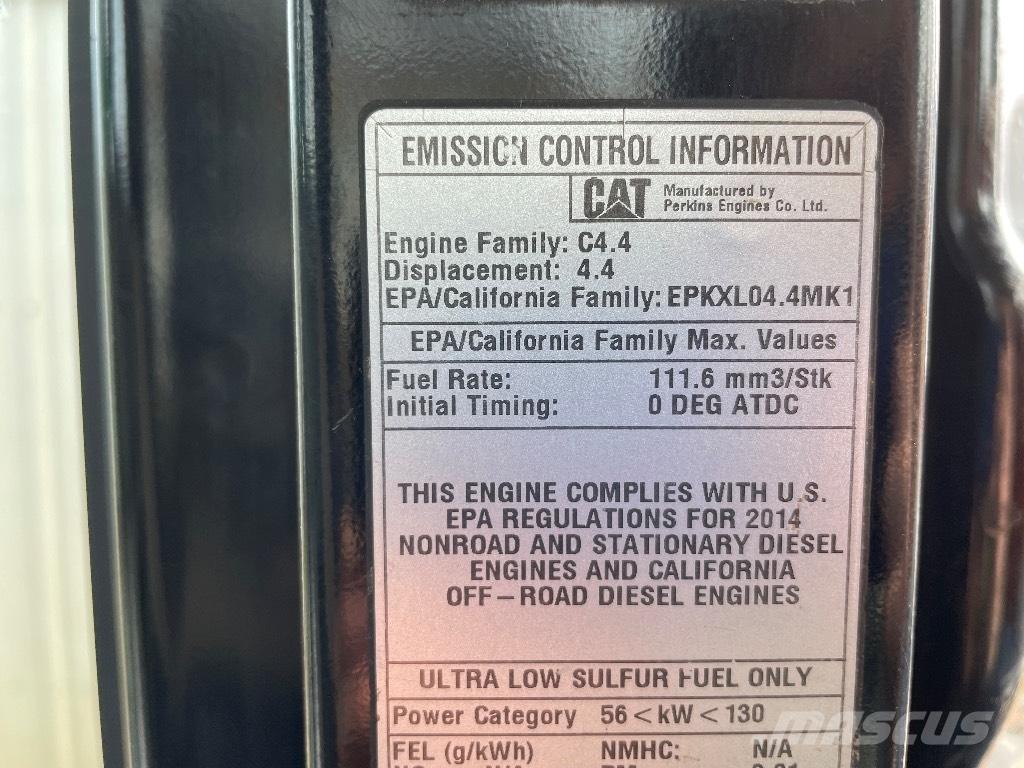 EMISSION CONTROL INFORMATION
CAT Manufactured by
Perkins Engines Co. Ltd.
Engine Family: C4.4
Displacement: 4.4
EPA/California Family: EPKXL04.4MK1
EPA/California Family Max. Values
Fuel Rate: 111.6 mm3/Stk
Initial Timing: 0 DEG ATDC
THIS ENGINE COMPLIES WITH U.S.
EPA REGULATIONS FOR 2014
NONROAD AND STATIONARY DIESEL
ENGINES AND CALIFORNIA
OFF-ROAD DIESEL ENGINES
ULTRA LOW SULFUR FUEL ONLY
Power Category 56<kW<130
FEL (g/kWh) NMHC: N/A
MASCUS